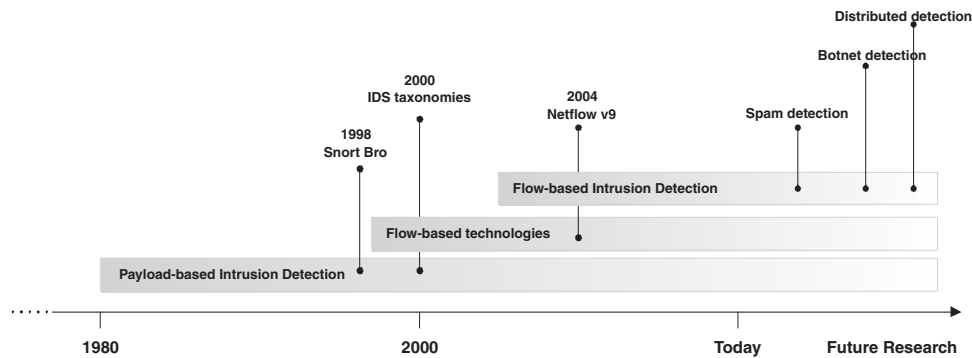 Distributed detection
Botnet detection
2000
IDS taxonomies
2004
Netflow v9
Spam detection
1998
Snort Bro
Flow-based Intrusion Detection
Flow-based technologies
Payload-based Intrusion Detection
1980
2000
Today
Future Research